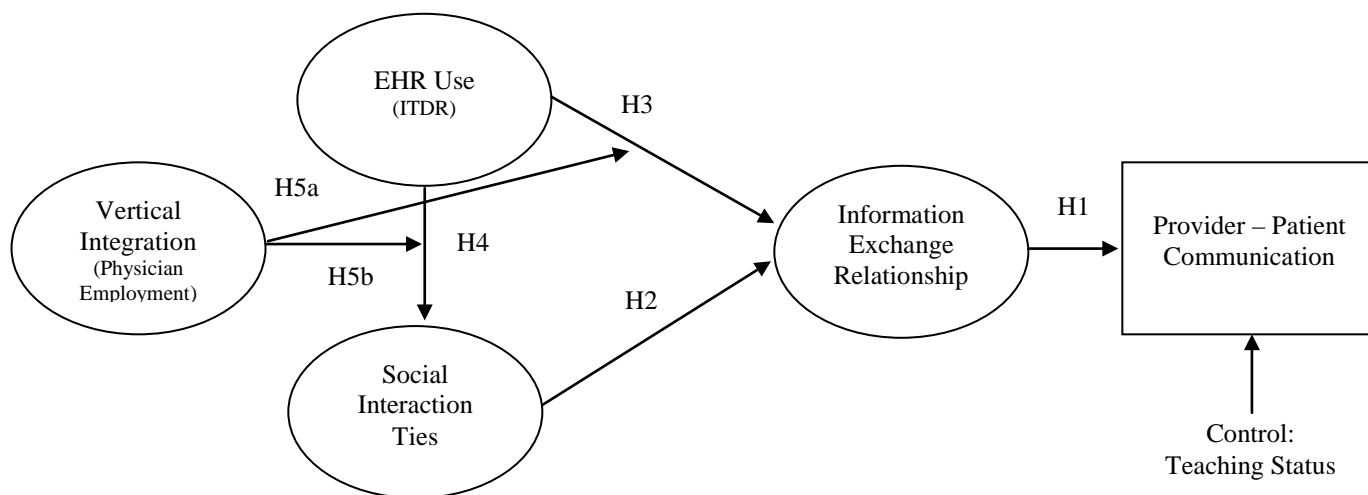 EHR Use
(ITDR)
H3
H5a
Vertical
Integration
(Physician
Employment)
H5b
H4
Information
Exchange
Relationship
H1
Provider – Patient
Communication
H2
Social
Interaction
Ties
Control:
Teaching Status